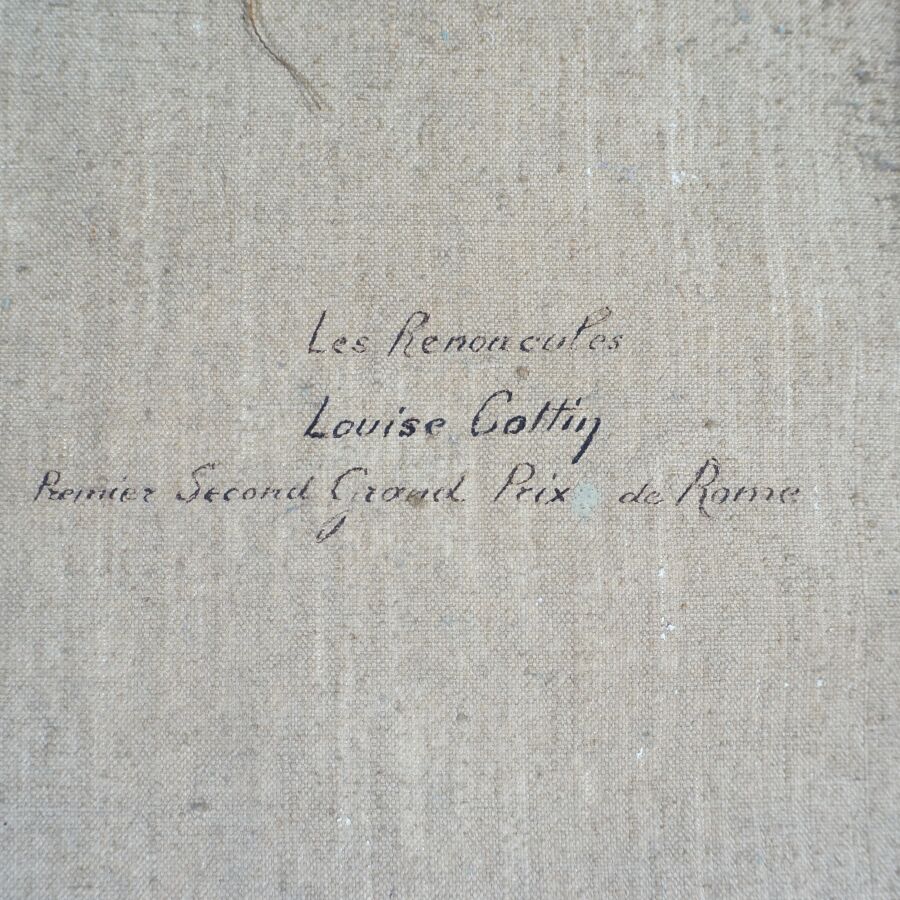 Les Renoncules
Louise Cottin
Premier Second Grand Prix de Rome